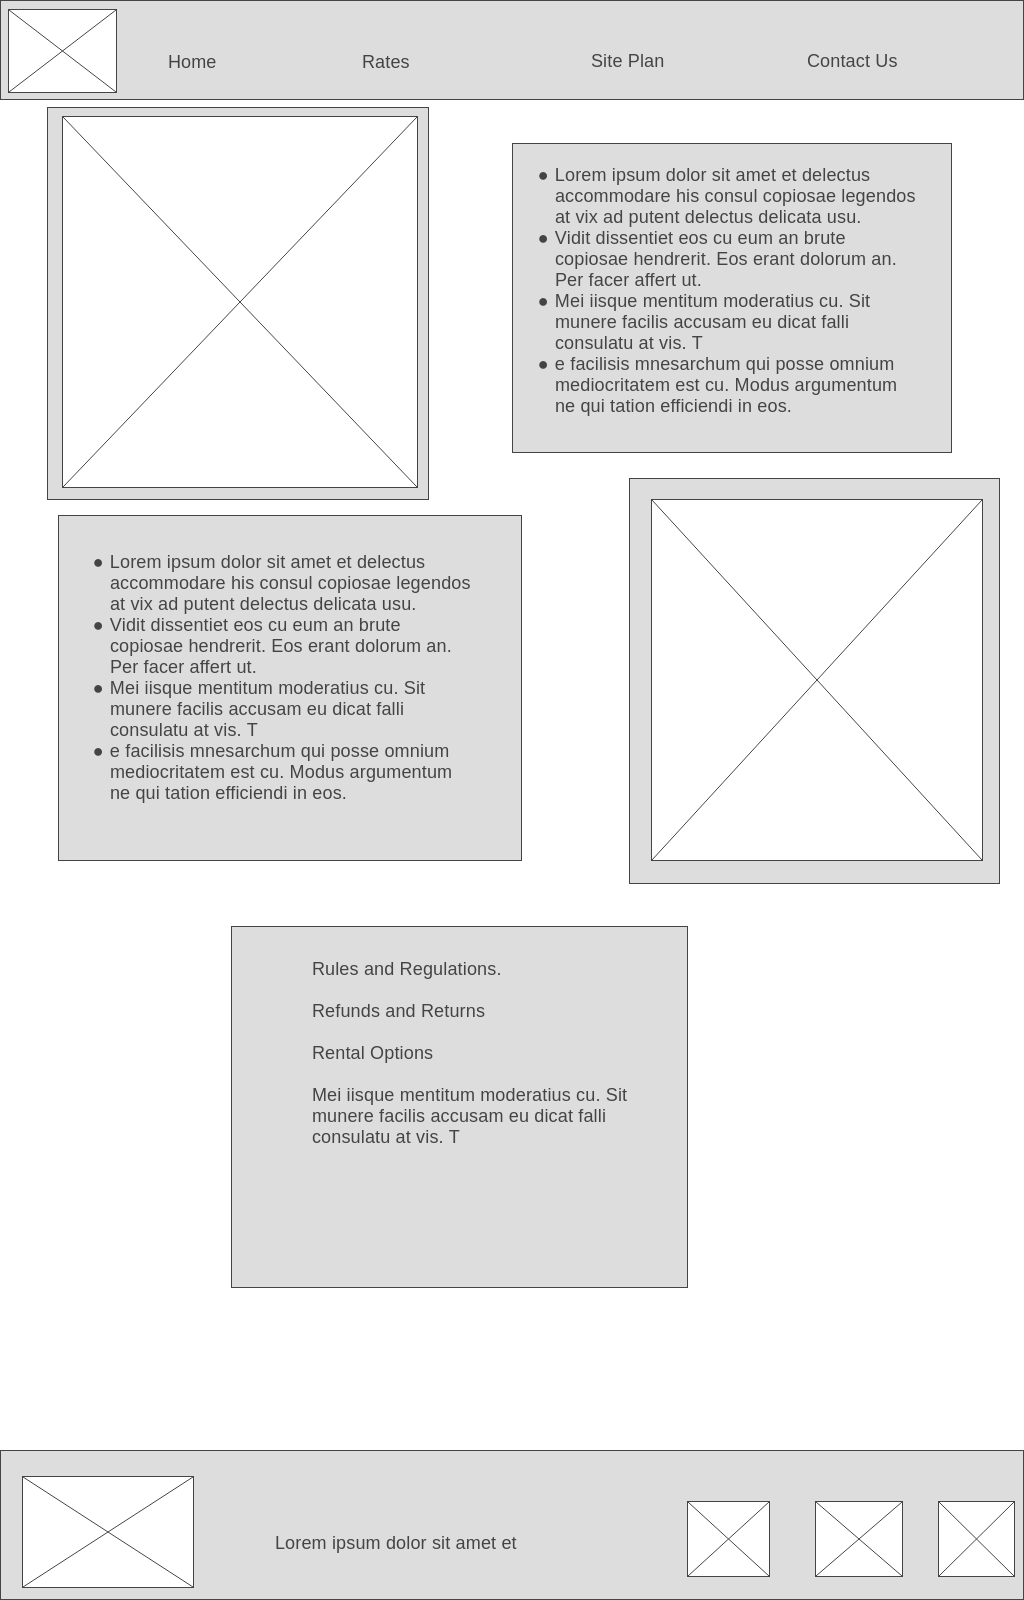 Home
Rates
Site Plan
Contact Us
● Lorem ipsum dolor sit amet et delectus
accommodare his consul copiosae legendos
at vix ad putent delectus delicata usu.
● Vidit dissentiet eos cu eum an brute
copiosae hendrerit. Eos erant dolorum an.
Per facer affert ut.
● Mei iisque mentitum moderatius cu. Sit
munere facilis accusam eu dicat falli
consulatu at vis. T
● e facilisis mnesarchum qui posse omnium
mediocritatem est cu. Modus argumentum
ne qui tation efficiendi in eos.
● Lorem ipsum dolor sit amet et delectus
accommodare his consul copiosae legendos
at vix ad putent delectus delicata usu.
● Vidit dissentiet eos cu eum an brute
copiosae hendrerit. Eos erant dolorum an.
Per facer affert ut.
● Mei iisque mentitum moderatius cu. Sit
munere facilis accusam eu dicat falli
consulatu at vis. T
● e facilisis mnesarchum qui posse omnium
mediocritatem est cu. Modus argumentum
ne qui tation efficiendi in eos.
Rules and Regulations.
Refunds and Returns
Rental Options
Mei iisque mentitum moderatius cu. Sit
munere facilis accusam eu dicat falli
consulatu at vis. T
Lorem ipsum dolor sit amet et